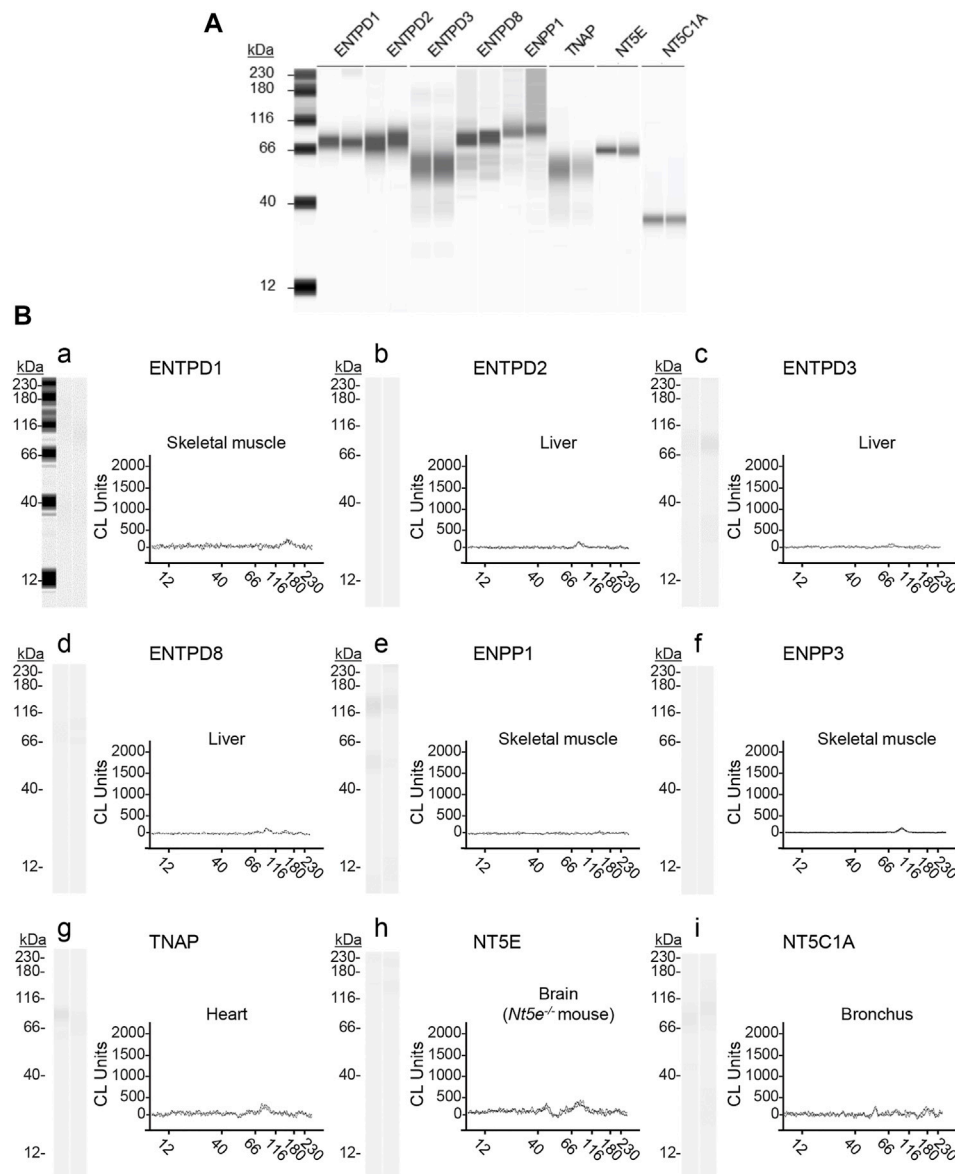 A
kDa
ENTPD1 ENTPD2 ENTPD3 ENTPD8 ENPP1 TNAP NT5E NT5C1A
230
180
116
66
40
12
B
a
ENTPD1
kDa
230-
180-
116-
66-
40-
12-
Skeletal muscle
CL Units
2000
1500
1000
500
0
12 40 66 116 180 230
b
ENTPD2
kDa
230-
180-
116-
66-
40-
12-
Liver
CL Units
2000
1500
1000
500
0
12 40 66 116 180 230
c
ENTPD3
kDa
230-
180-
116-
66-
40-
12-
Liver
CL Units
2000
1500
1000
500
0
12 40 66 116 180 230
d
ENTPD8
kDa
230-
180-
116-
66-
40-
12-
Liver
CL Units
2000
1500
1000
500
0
12 40 66 116 180 230
e
ENPP1
kDa
230-
180-
116-
66-
40-
12-
Skeletal muscle
CL Units
2000
1500
1000
500
0
12 40 66 116 180 230
f
ENPP3
kDa
230-
180-
116-
66-
40-
12-
Skeletal muscle
CL Units
2000
1500
1000
500
0
12 40 66 116 180 230
g
TNAP
kDa
230-
180-
116-
66-
40-
12-
Heart
CL Units
2000
1500
1000
500
0
12 40 66 116 180 230
h
NT5E
kDa
230-
180-
116-
66-
40-
12-
Brain
(Nt5e-/- mouse)
CL Units
2000
1500
1000
500
0
12 40 66 116 180 230
i
NT5C1A
kDa
230-
180-
116-
66-
40-
12-
Bronchus
CL Units
2000
1500
1000
500
0
12 40 66 116 180 230